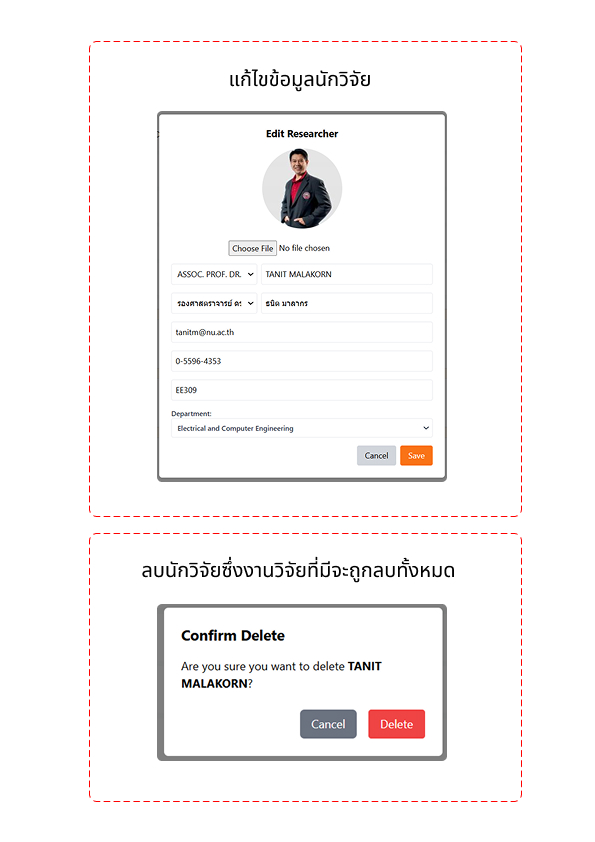 แก้ไขข้อมูลนักวิจัย
Edit Researcher
Choose File No file chosen
ASSOC. PROF. DR. TANIT MALAKORN
รองศาสตราจารย์ ดร ธนิต มาลากร
tanitm@nu.ac.th
0-5596-4353
EE309
Department:
Electrical and Computer Engineering
Cancel Save
ลบนักวิจัยซึ่งงานวิจัยที่มีจะถูกลบทั้งหมด
Confirm Delete
Are you sure you want to delete TANIT
MALAKORN?
Cancel Delete